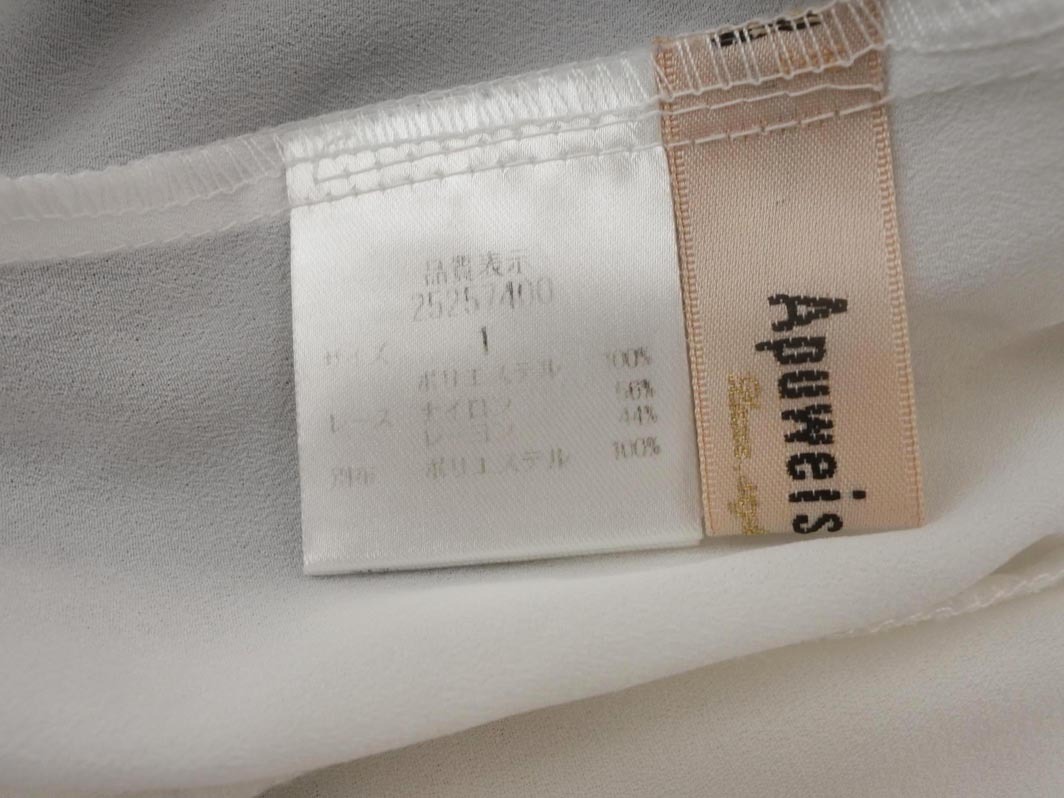 品質表示
25257400
サイズ 1
ポリエステル 100%
レース ナイロン 56%
レーヨン 44%
別布 ポリエステル 100%
Apuweis